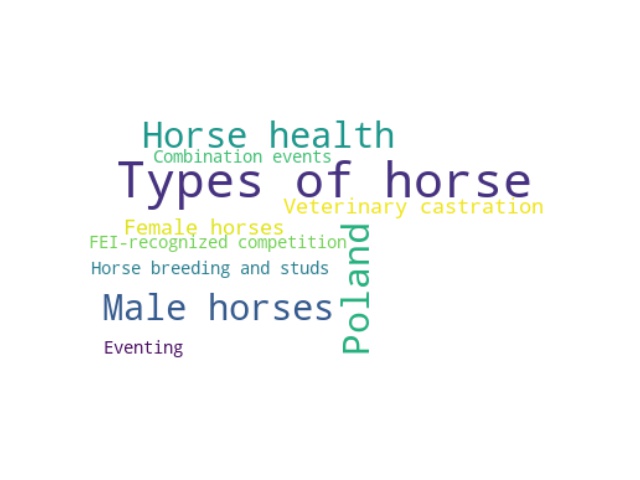 Horse health
Combination events
Types of horse
Veterinary castration
Female horses
FEI-recognized competition
Horse breeding and studs
Male horses
Poland
Eventing